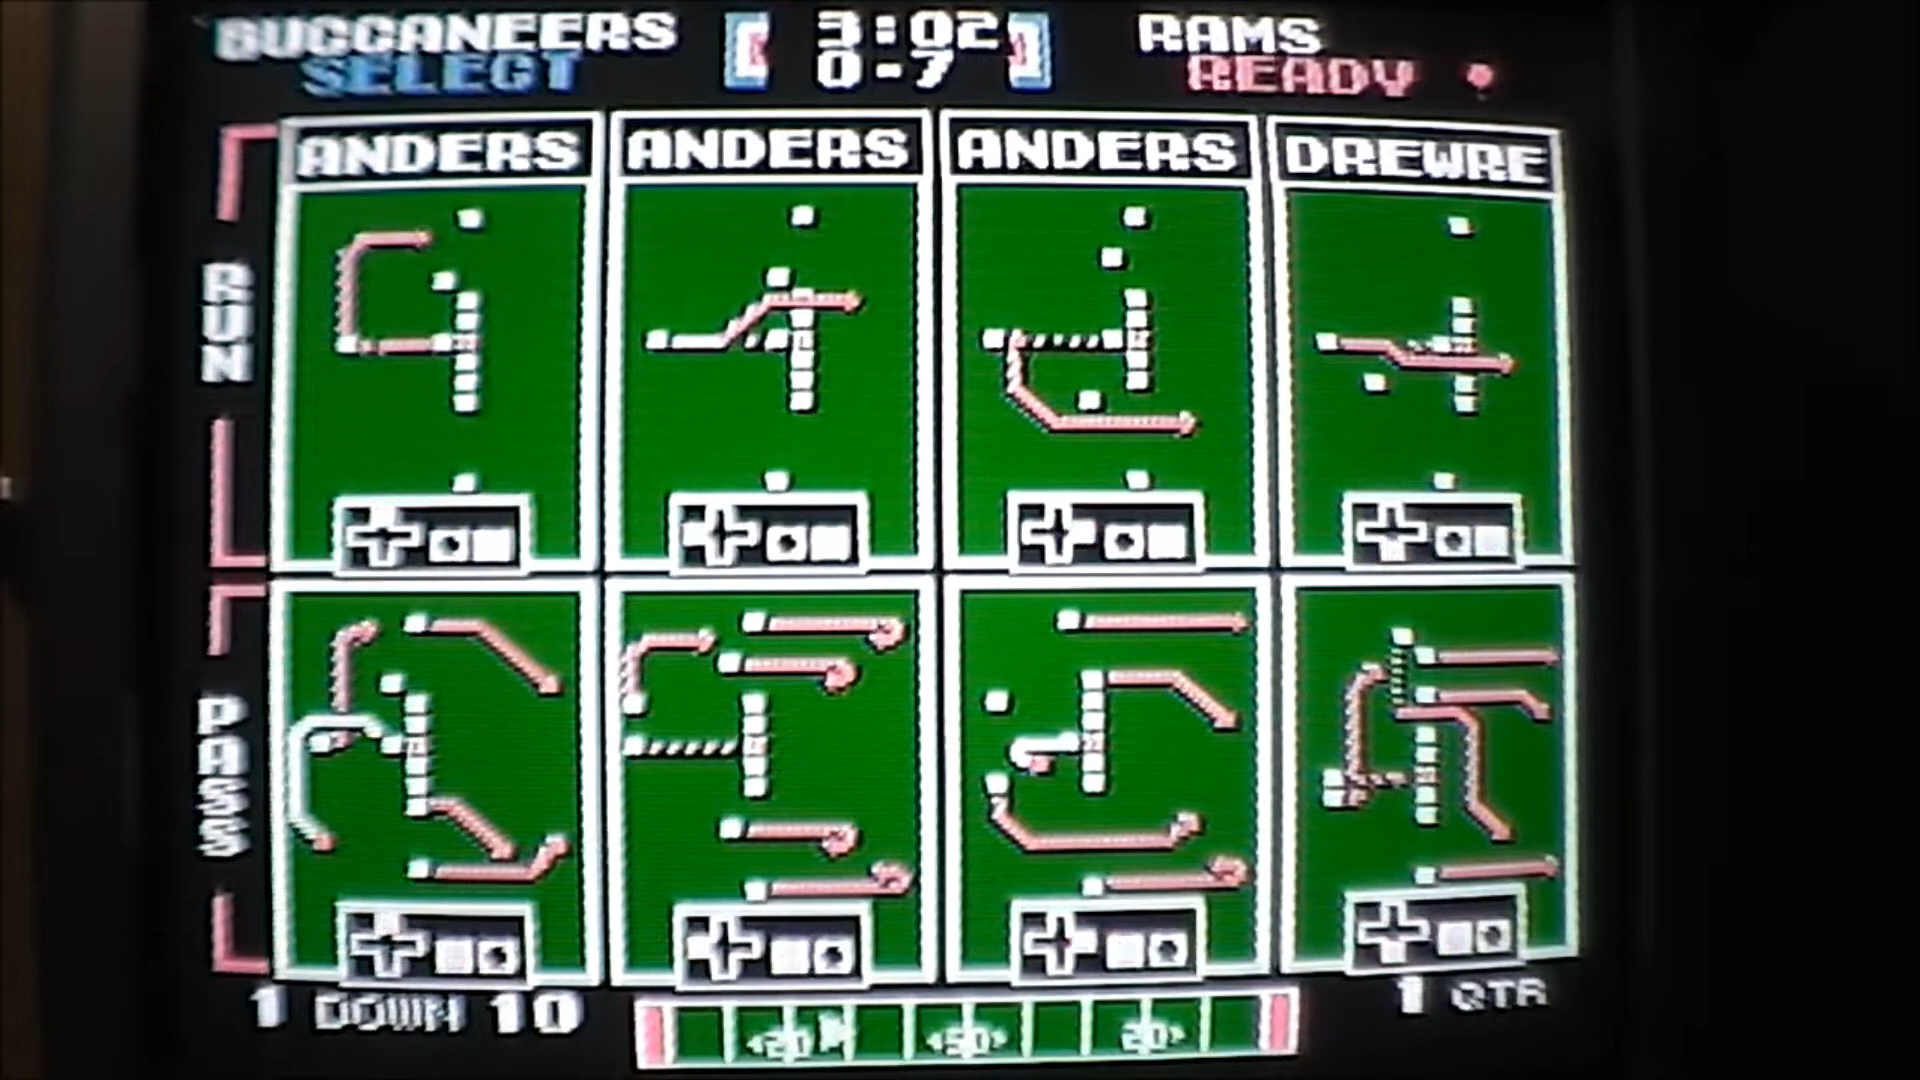 BUCCANEERS 3:02 RAMS
SELECT 0-7 READY
ANDERS ANDERS ANDERS DREWRE
RUN
PASS
1 DOWN 10 1 QTR
20 50 20